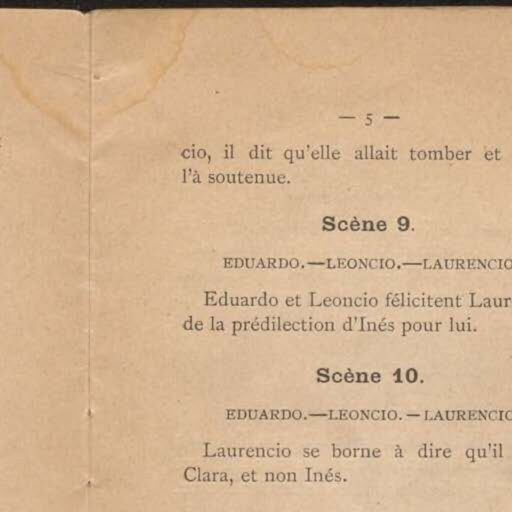 — 5 —
cio, il dit qu'elle allait tomber et
l'à soutenue.
Scène 9.
EDUARDO.—LEONCIO.—LAURENCIO
Eduardo et Leoncio félicitent Laur
de la prédilection d'Inés pour lui.
Scène 10.
EDUARDO.—LEONCIO.—LAURENCIO
Laurencio se borne à dire qu'il
Clara, et non Inés.